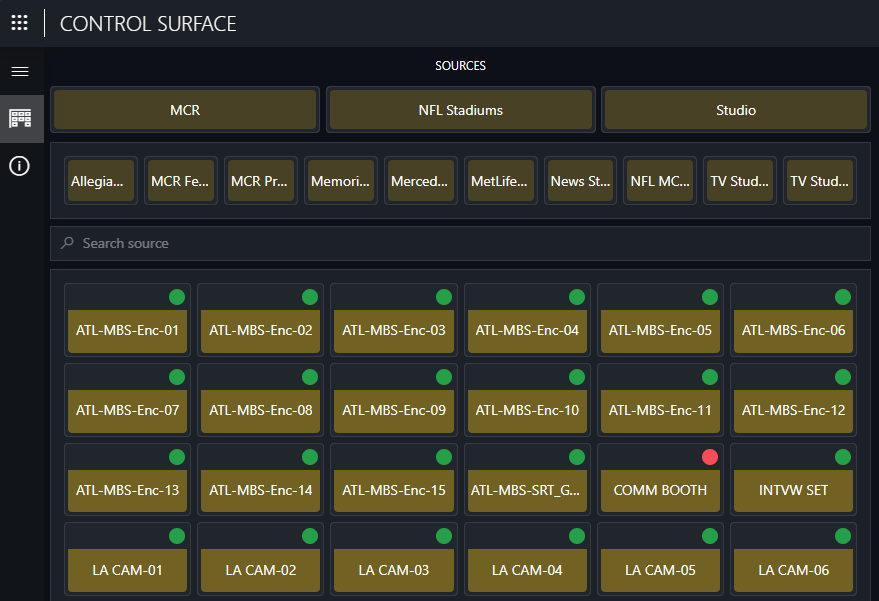 CONTROL SURFACE
SOURCES
MCR NFL Stadiums Studio
Allegia... MCR Fe... MCR Pr... Memori... Merced... MetLife... News St... NFL MC... TV Stud... TV Stud...
Search source
ATL-MBS-Enc-01 ATL-MBS-Enc-02 ATL-MBS-Enc-03 ATL-MBS-Enc-04 ATL-MBS-Enc-05 ATL-MBS-Enc-06
ATL-MBS-Enc-07 ATL-MBS-Enc-08 ATL-MBS-Enc-09 ATL-MBS-Enc-10 ATL-MBS-Enc-11 ATL-MBS-Enc-12
ATL-MBS-Enc-13 ATL-MBS-Enc-14 ATL-MBS-Enc-15 ATL-MBS-SRT_G... COMM BOOTH INTVW SET
LA CAM-01 LA CAM-02 LA CAM-03 LA CAM-04 LA CAM-05 LA CAM-06